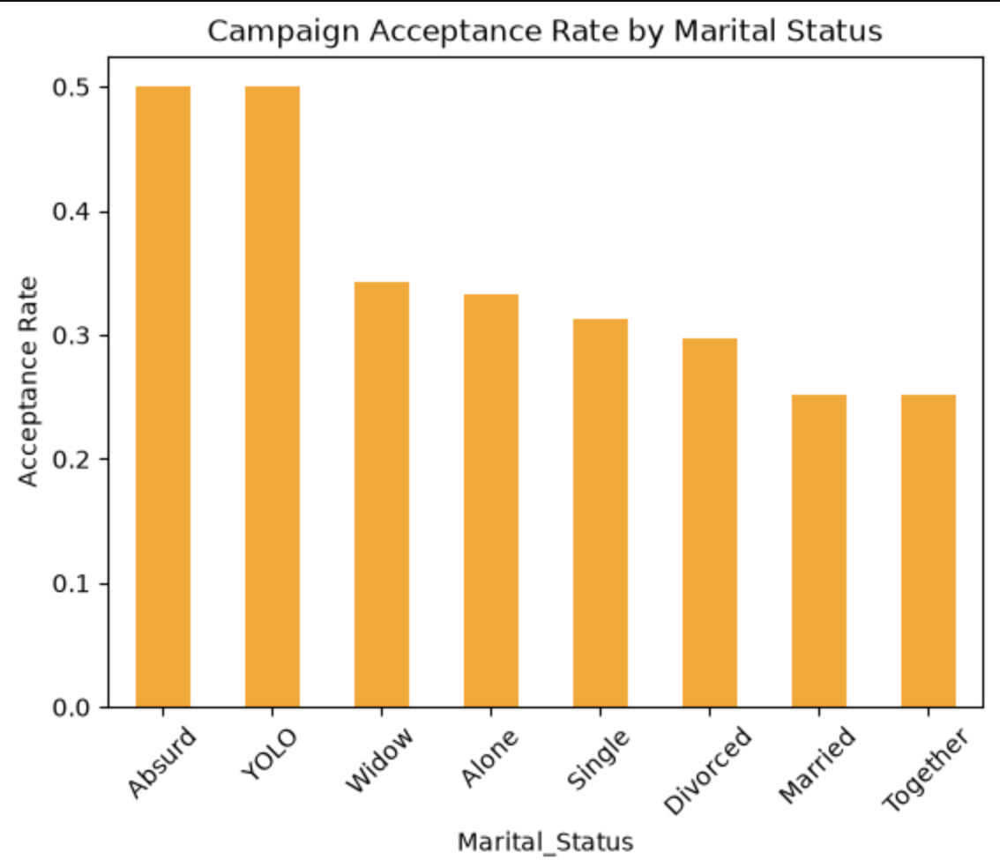 Campaign Acceptance Rate by Marital Status
Acceptance Rate
0.5
0.4
0.3
0.2
0.1
0.0
Absurd
YOLO
Widow
Alone
Single
Divorced
Married
Together
Marital_Status